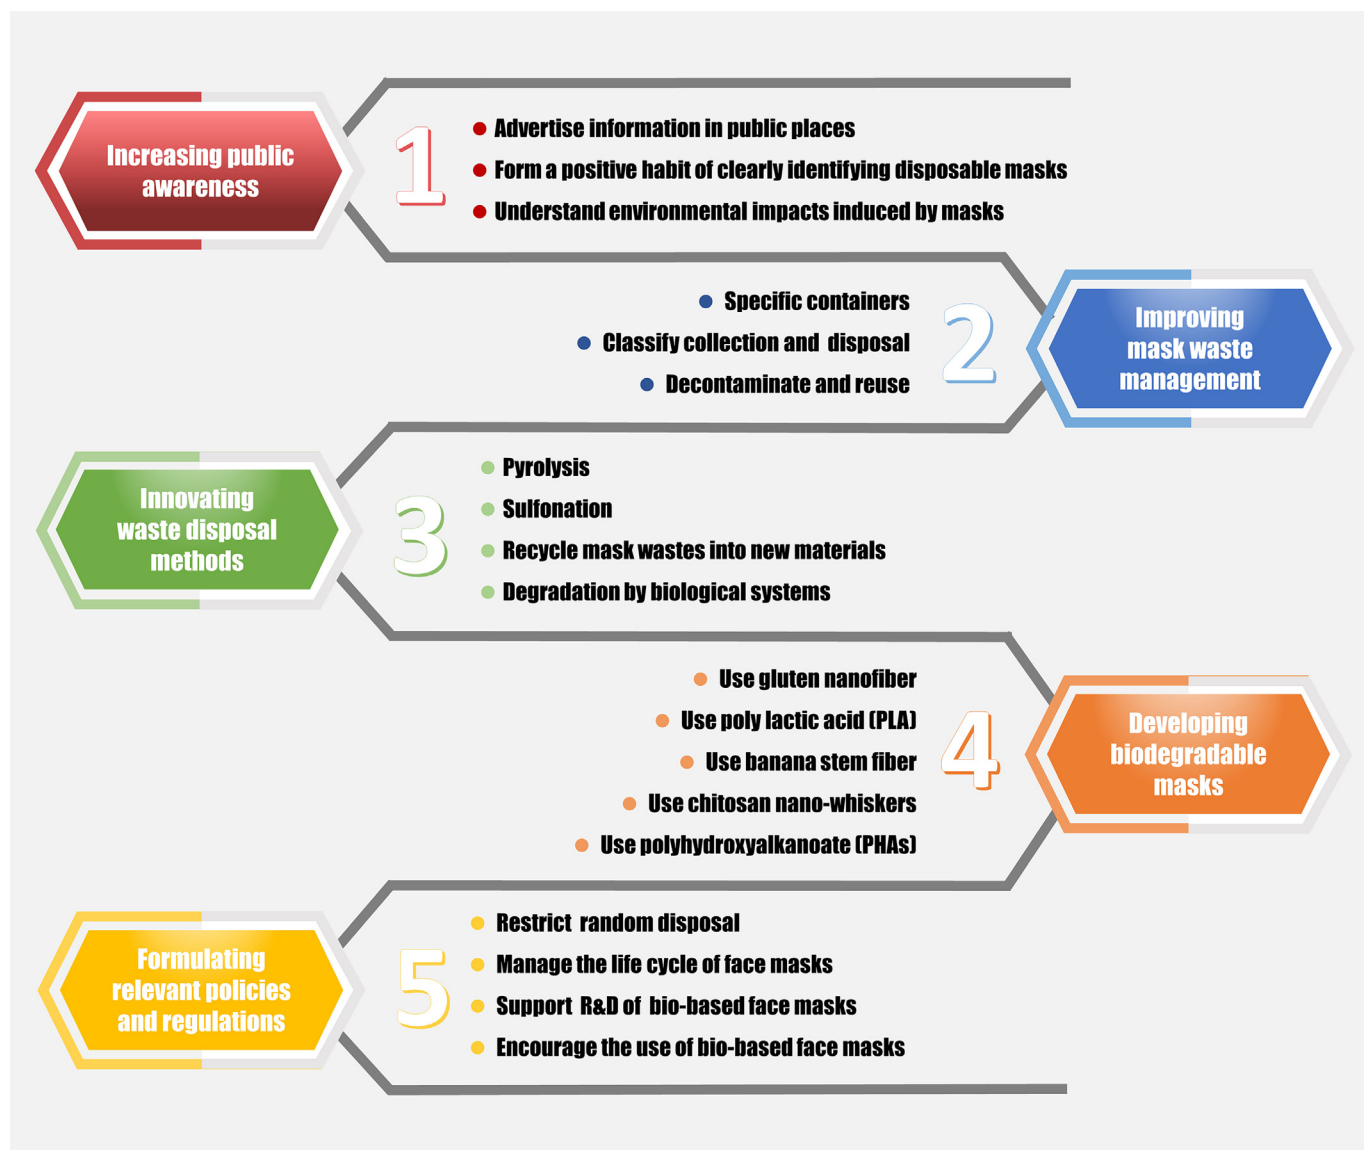 Increasing public
awareness
1
Advertise information in public places
Form a positive habit of clearly identifying disposable masks
Understand environmental impacts induced by masks
Specific containers
Classify collection and disposal
Decontaminate and reuse
2
Improving
mask waste
management
Innovating
waste disposal
methods
3
Pyrolysis
Sulfonation
Recycle mask wastes into new materials
Degradation by biological systems
Use gluten nanofiber
Use poly lactic acid (PLA)
Use banana stem fiber
Use chitosan nano-whiskers
Use polyhydroxyalkanoate (PHAs)
4
Developing
biodegradable
masks
Formulating
relevant policies
and regulations
5
Restrict random disposal
Manage the life cycle of face masks
Support R&D of bio-based face masks
Encourage the use of bio-based face masks